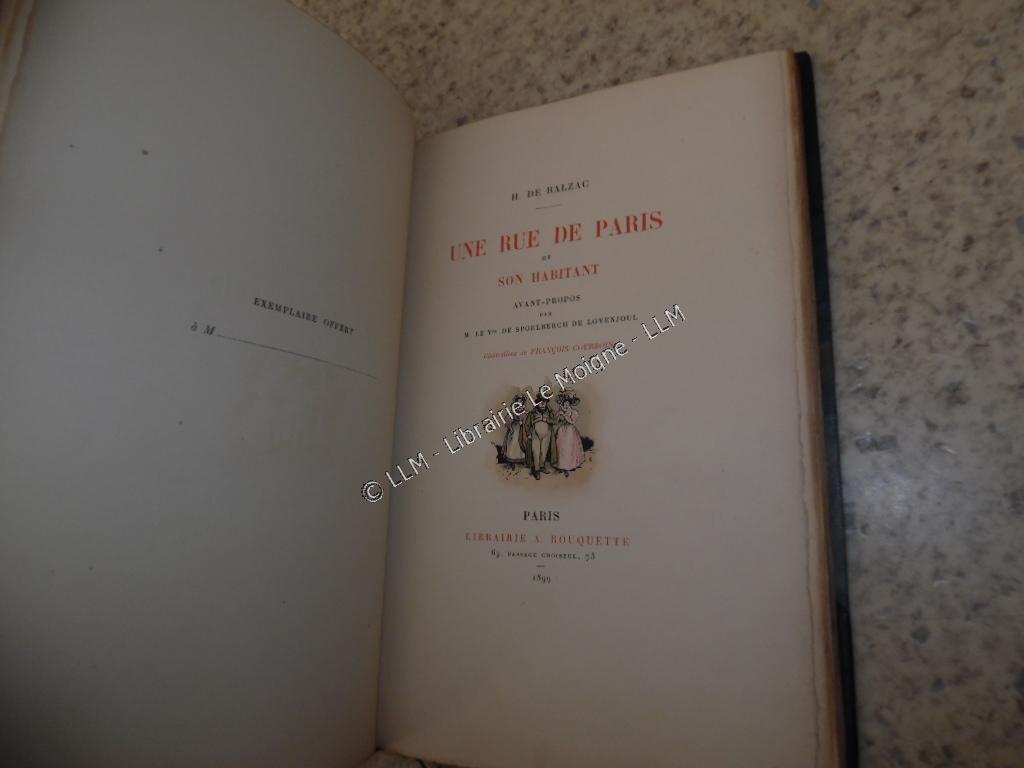 EXEMPLAIRE OFFERT
à M
H. DE BALZAC
UNE RUE DE PARIS
ET
SON HABITANT
AVANT-PROPOS
PAR
M. LE Vte DE SPOELBERCH DE LOVENJOUL
Illustrations de FRANÇOIS COURBOIN
© LLM - Librairie Le Moigne - LLM
PARIS
LIBRAIRIE A. ROUQUETTE
69, PASSAGE CHOISEUL, 73
1899